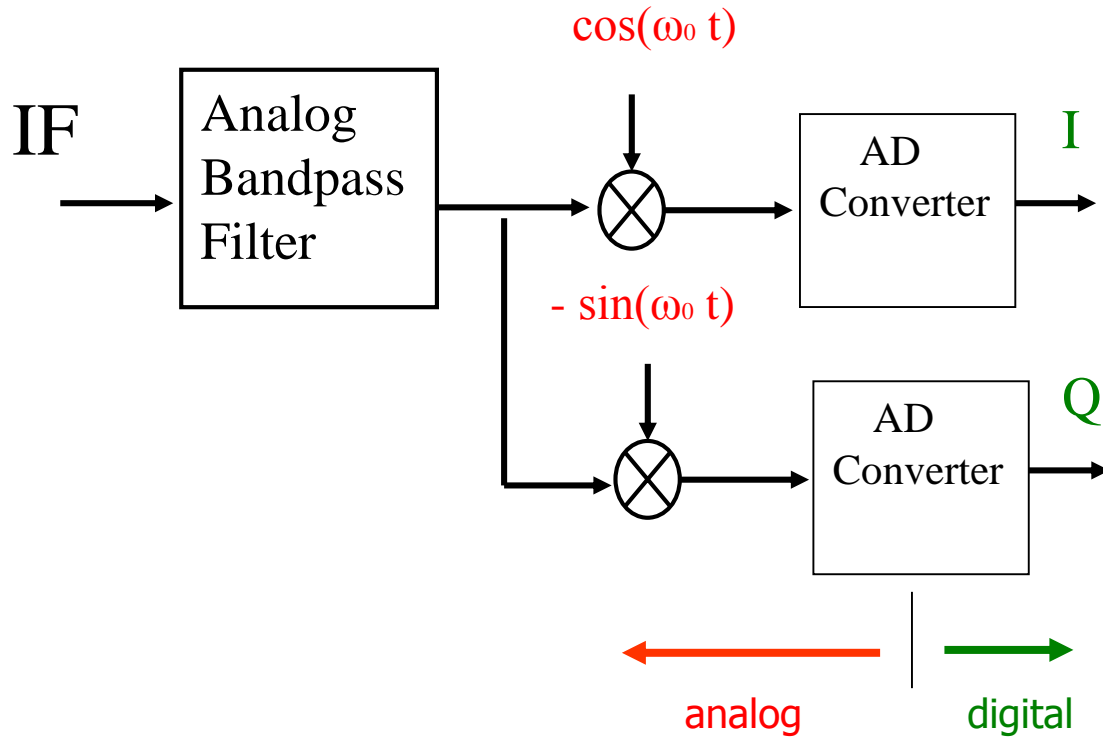 cos(ω₀ t)
IF
Analog
Bandpass
Filter
AD
Converter
I
- sin(ω₀ t)
AD
Converter
Q
analog
digital